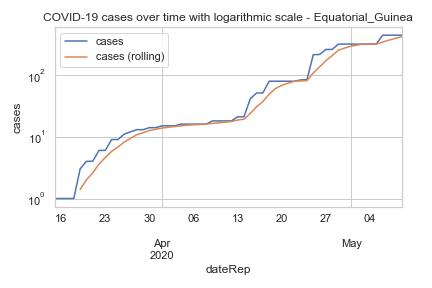 COVID-19 cases over time with logarithmic scale - Equatorial_Guinea
cases
cases (rolling)
10²
10¹
10⁰
cases
16 23 30 06 13 20 27 04
Apr May
2020
dateRep